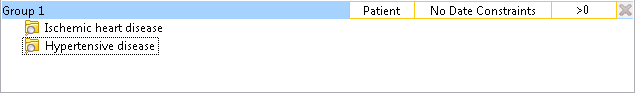 Group 1 Patient No Date Constraints >0
Ischemic heart disease
Hypertensive disease